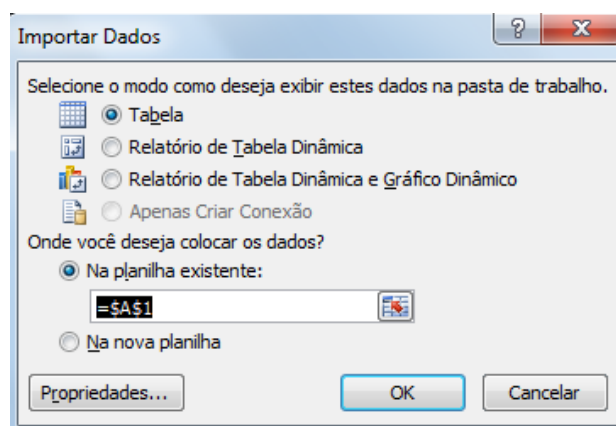 Importar Dados
Selecione o modo como deseja exibir estes dados na pasta de trabalho.
Tabela
Relatório de Tabela Dinâmica
Relatório de Tabela Dinâmica e Gráfico Dinâmico
Apenas Criar Conexão
Onde você deseja colocar os dados?
Na planilha existente:
=$A$1
Na nova planilha
Propriedades... OK Cancelar